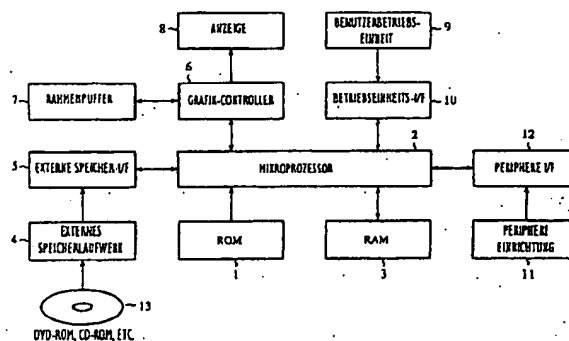 8
ANZEIGE
BENUTZERBETRIEBS-
EINHEIT
9
6
7
RAHMENPUFFER
GRAFIK-CONTROLLER
BETRIEBSEINHEITS-I/F
10
2
12
5
EXTERNE SPEICHER-I/F
MIKROPROZESSOR
PERIPHERE I/F
4
EXTERNES
SPEICHERLAUFWERK
ROM
RAM
PERIPHERE
EINRICHTUNG
1
3
11
13
DVD-ROM, CD-ROM, ETC.